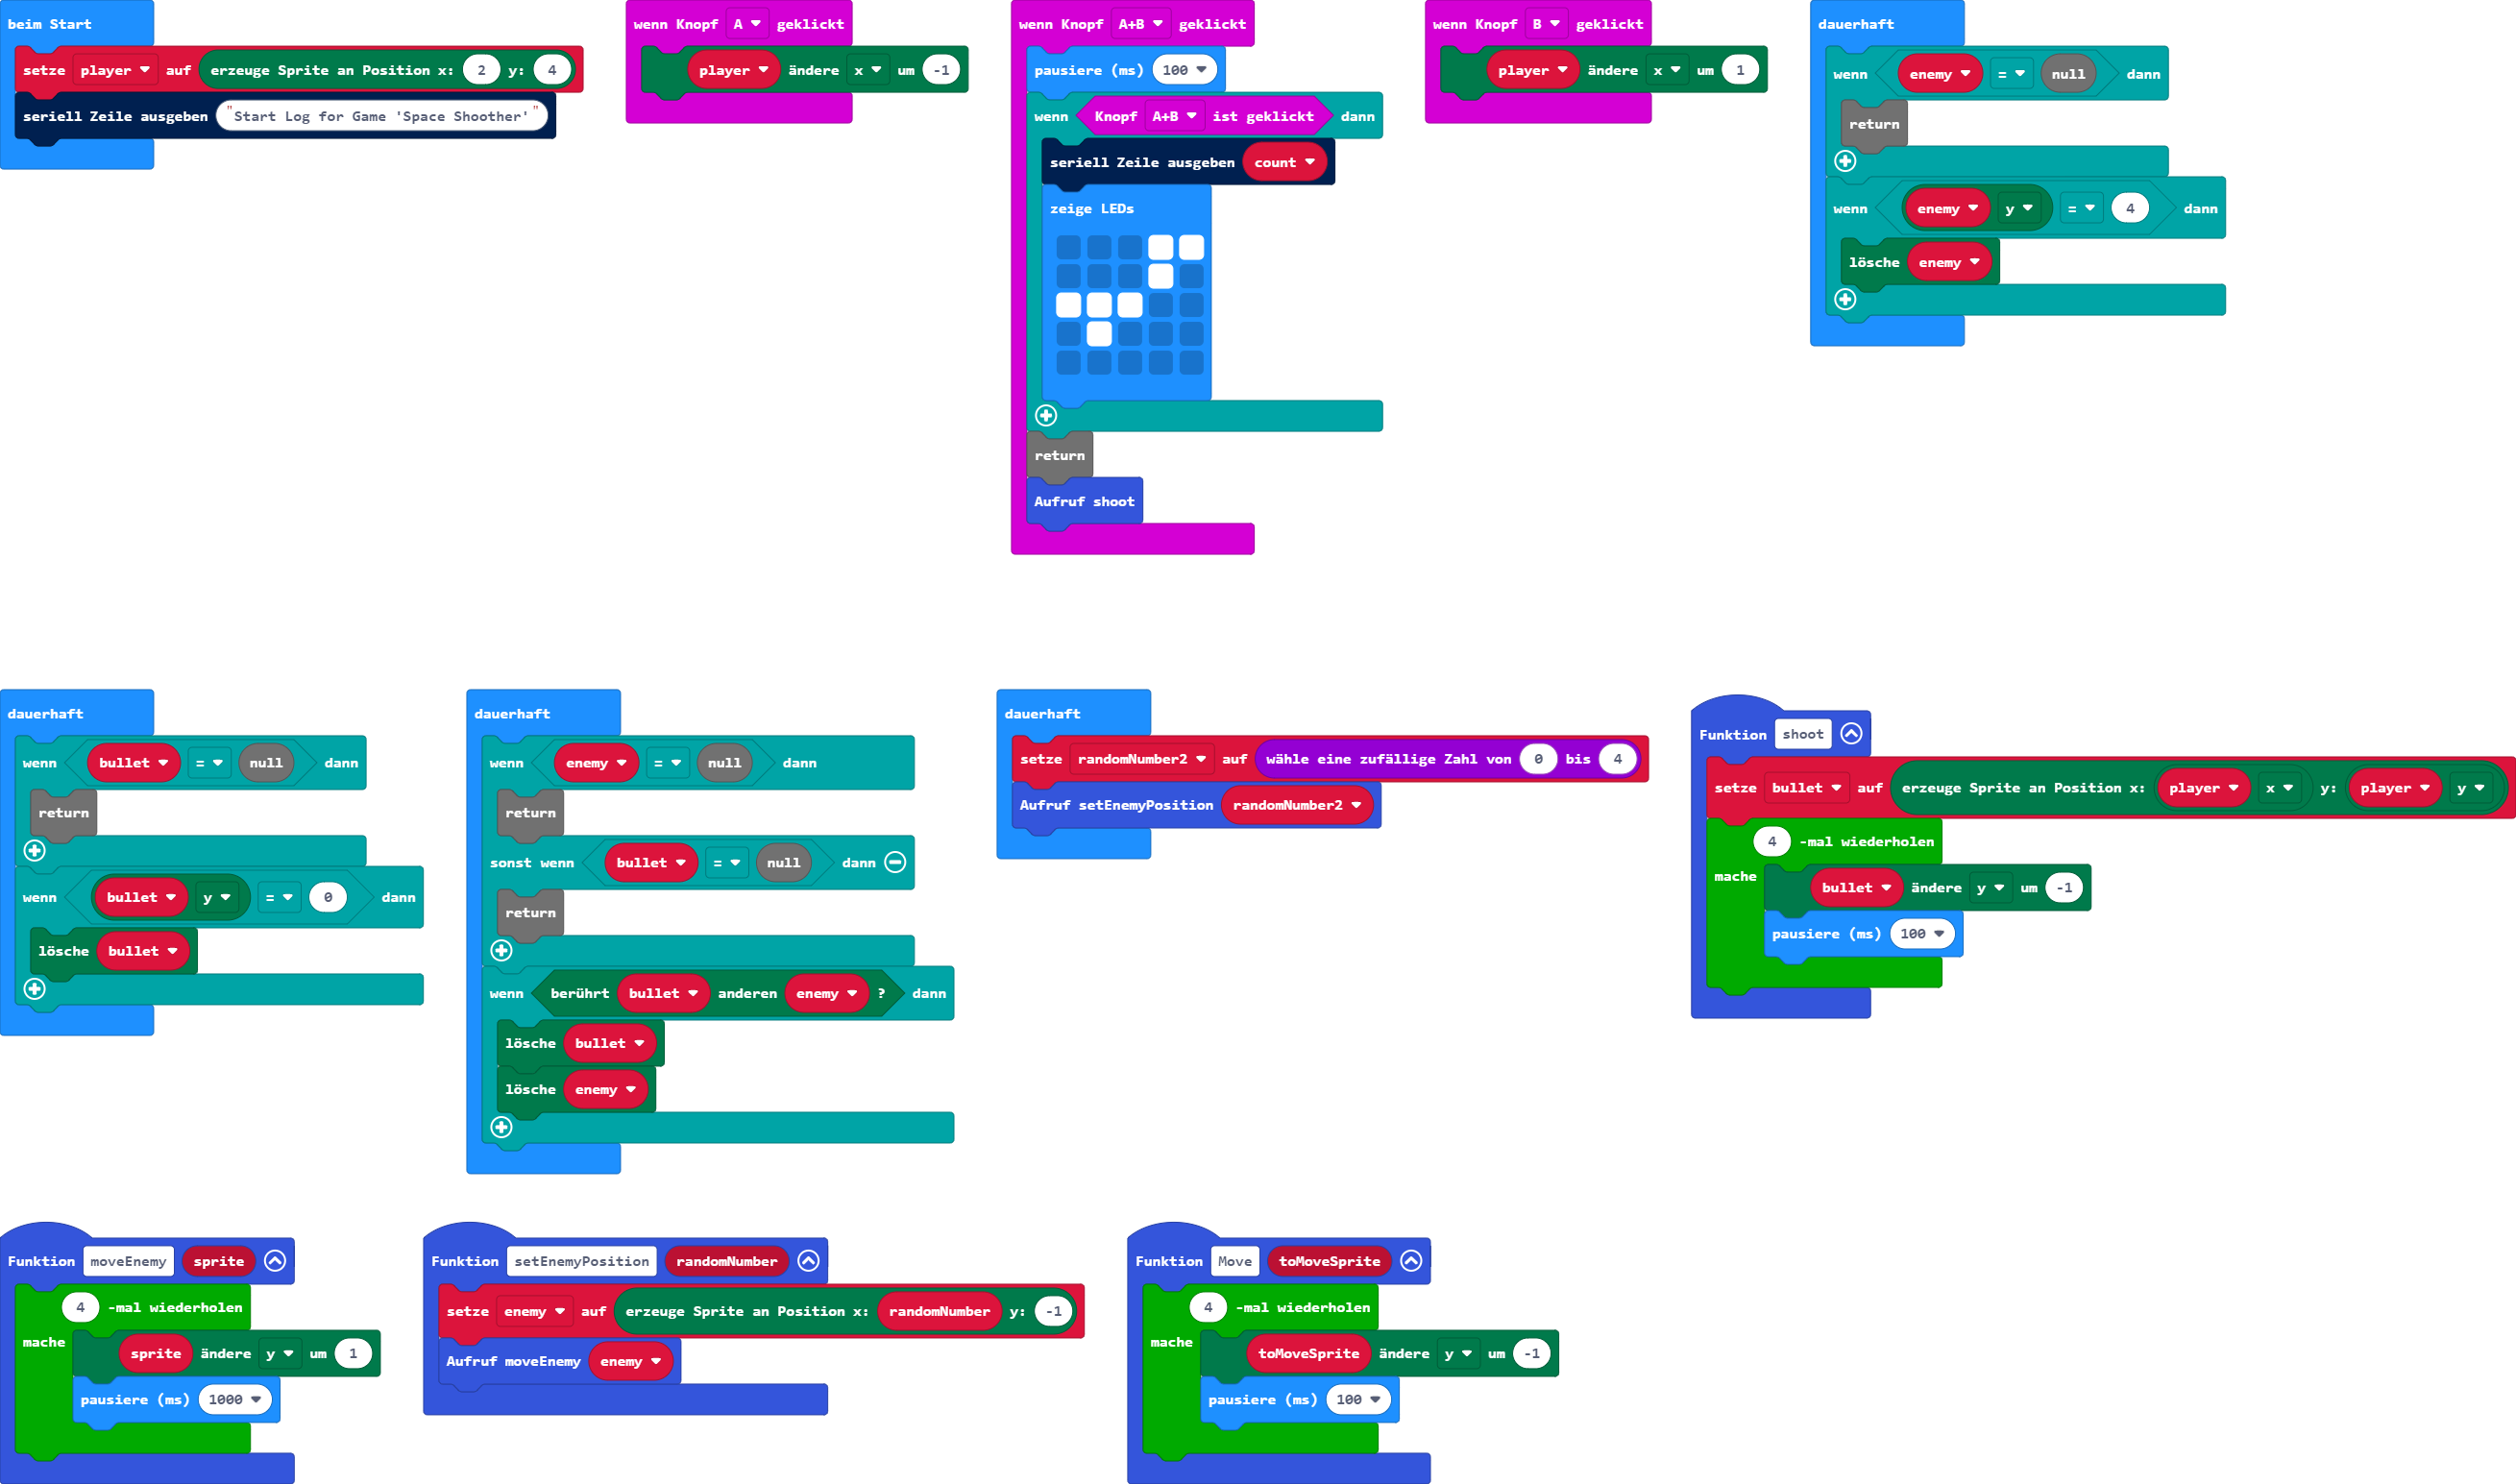 beim Start
setze player auf erzeuge Sprite an Position x: 2 y: 4
seriell Zeile ausgeben "Start Log for Game 'Space Shoother'"
wenn Knopf A geklickt
player ändere x um -1
wenn Knopf A+B geklickt
pausiere (ms) 100
wenn Knopf A+B ist geklickt dann
seriell Zeile ausgeben count
zeige LEDs
return
Aufruf shoot
wenn Knopf B geklickt
player ändere x um 1
dauerhaft
wenn enemy = null dann
return
wenn enemy y = 4 dann
lösche enemy
dauerhaft
wenn bullet = null dann
return
wenn bullet y = 0 dann
lösche bullet
dauerhaft
wenn enemy = null dann
return
sonst wenn bullet = null dann
return
wenn berührt bullet anderen enemy ? dann
lösche bullet
lösche enemy
dauerhaft
setze randomNumber2 auf wähle eine zufällige Zahl von 0 bis 4
Aufruf setEnemyPosition randomNumber2
Funktion shoot
setze bullet auf erzeuge Sprite an Position x: player x y: player y
4 -mal wiederholen
mache
bullet ändere y um -1
pausiere (ms) 100
Funktion moveEnemy sprite
4 -mal wiederholen
mache
sprite ändere y um 1
pausiere (ms) 1000
Funktion setEnemyPosition randomNumber
setze enemy auf erzeuge Sprite an Position x: randomNumber y: -1
Aufruf moveEnemy enemy
Funktion Move toMoveSprite
4 -mal wiederholen
mache
toMoveSprite ändere y um -1
pausiere (ms) 100